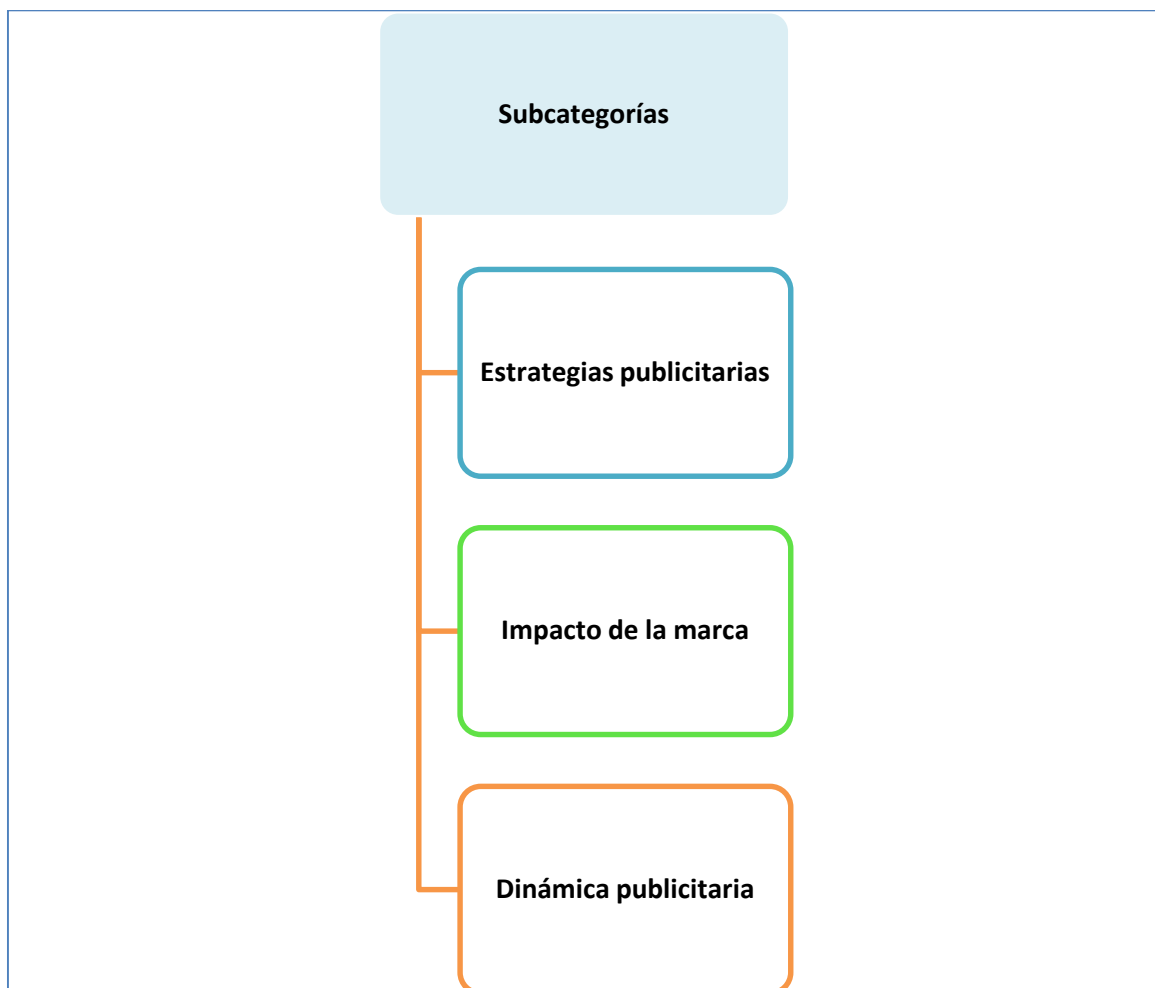 Subcategorías
Estrategias publicitarias
Impacto de la marca
Dinámica publicitaria